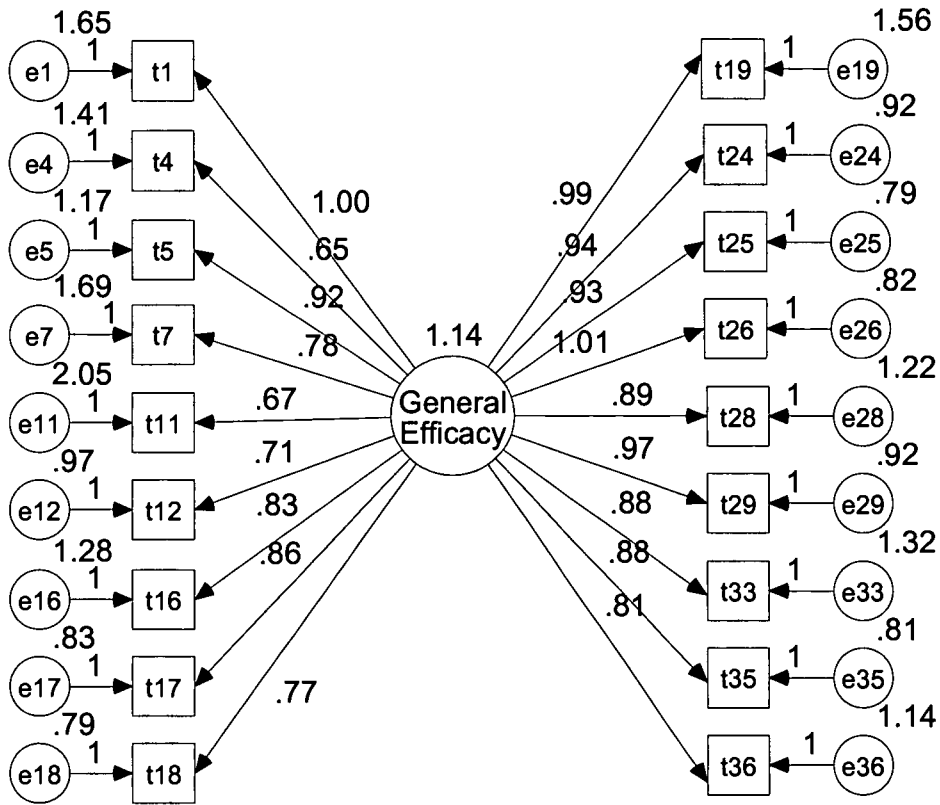 1.65
1
e1
t1
1.41
1
e4
t4
1.17
1
e5
t5
1.69
1
e7
t7
2.05
1
e11
t11
.97
1
e12
t12
1.28
1
e16
t16
.83
1
e17
t17
.79
1
e18
t18
1.00
.65
.92
.78
.67
.71
.83
.86
.77
1.14
General
Efficacy
.99
.94
.93
1.01
.89
.97
.88
.88
.81
1.56
t19
1
e19
.92
t24
1
e24
.79
t25
1
e25
.82
t26
1
e26
1.22
t28
1
e28
.92
t29
1
e29
1.32
t33
1
e33
.81
t35
1
e35
1.14
t36
1
e36